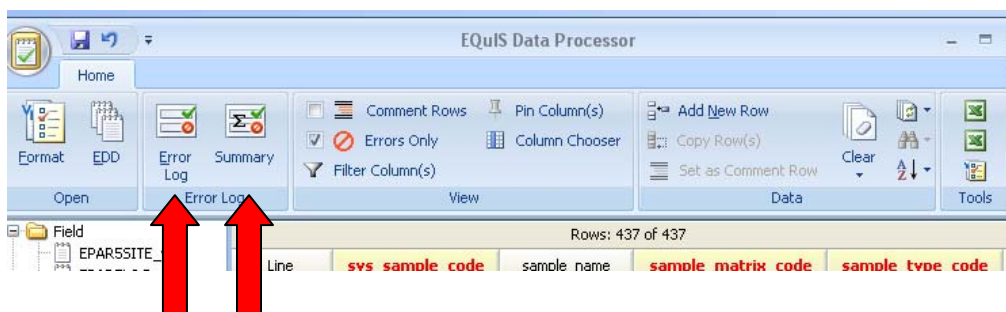 EQuIS Data Processor
Home
Comment Rows Pin Column(s) Add New Row
Errors Only Column Chooser Copy Row(s)
Format EDD Error Log Summary Filter Column(s) Clear Set as Comment Row
Open Error Log View Data Tools
Field Rows: 437 of 437
EPAR5SITE_
Line sys_sample_code sample_name sample_matrix_code sample_type_code